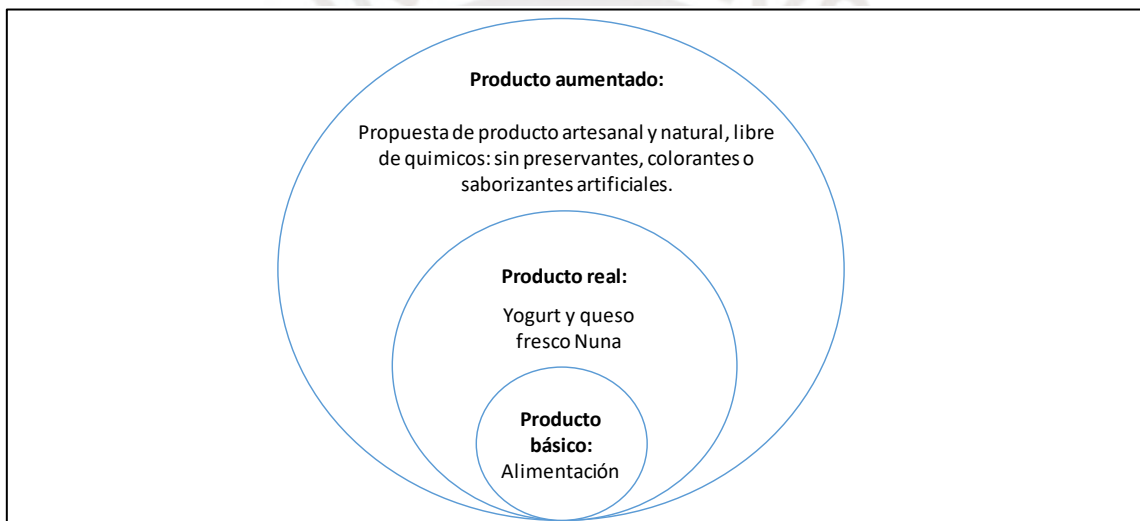 Producto aumentado:
Propuesta de producto artesanal y natural, libre
de quimicos: sin preservantes, colorantes o
saborizantes artificiales.
Producto real:
Yogurt y queso
fresco Nuna
Producto
básico:
Alimentación